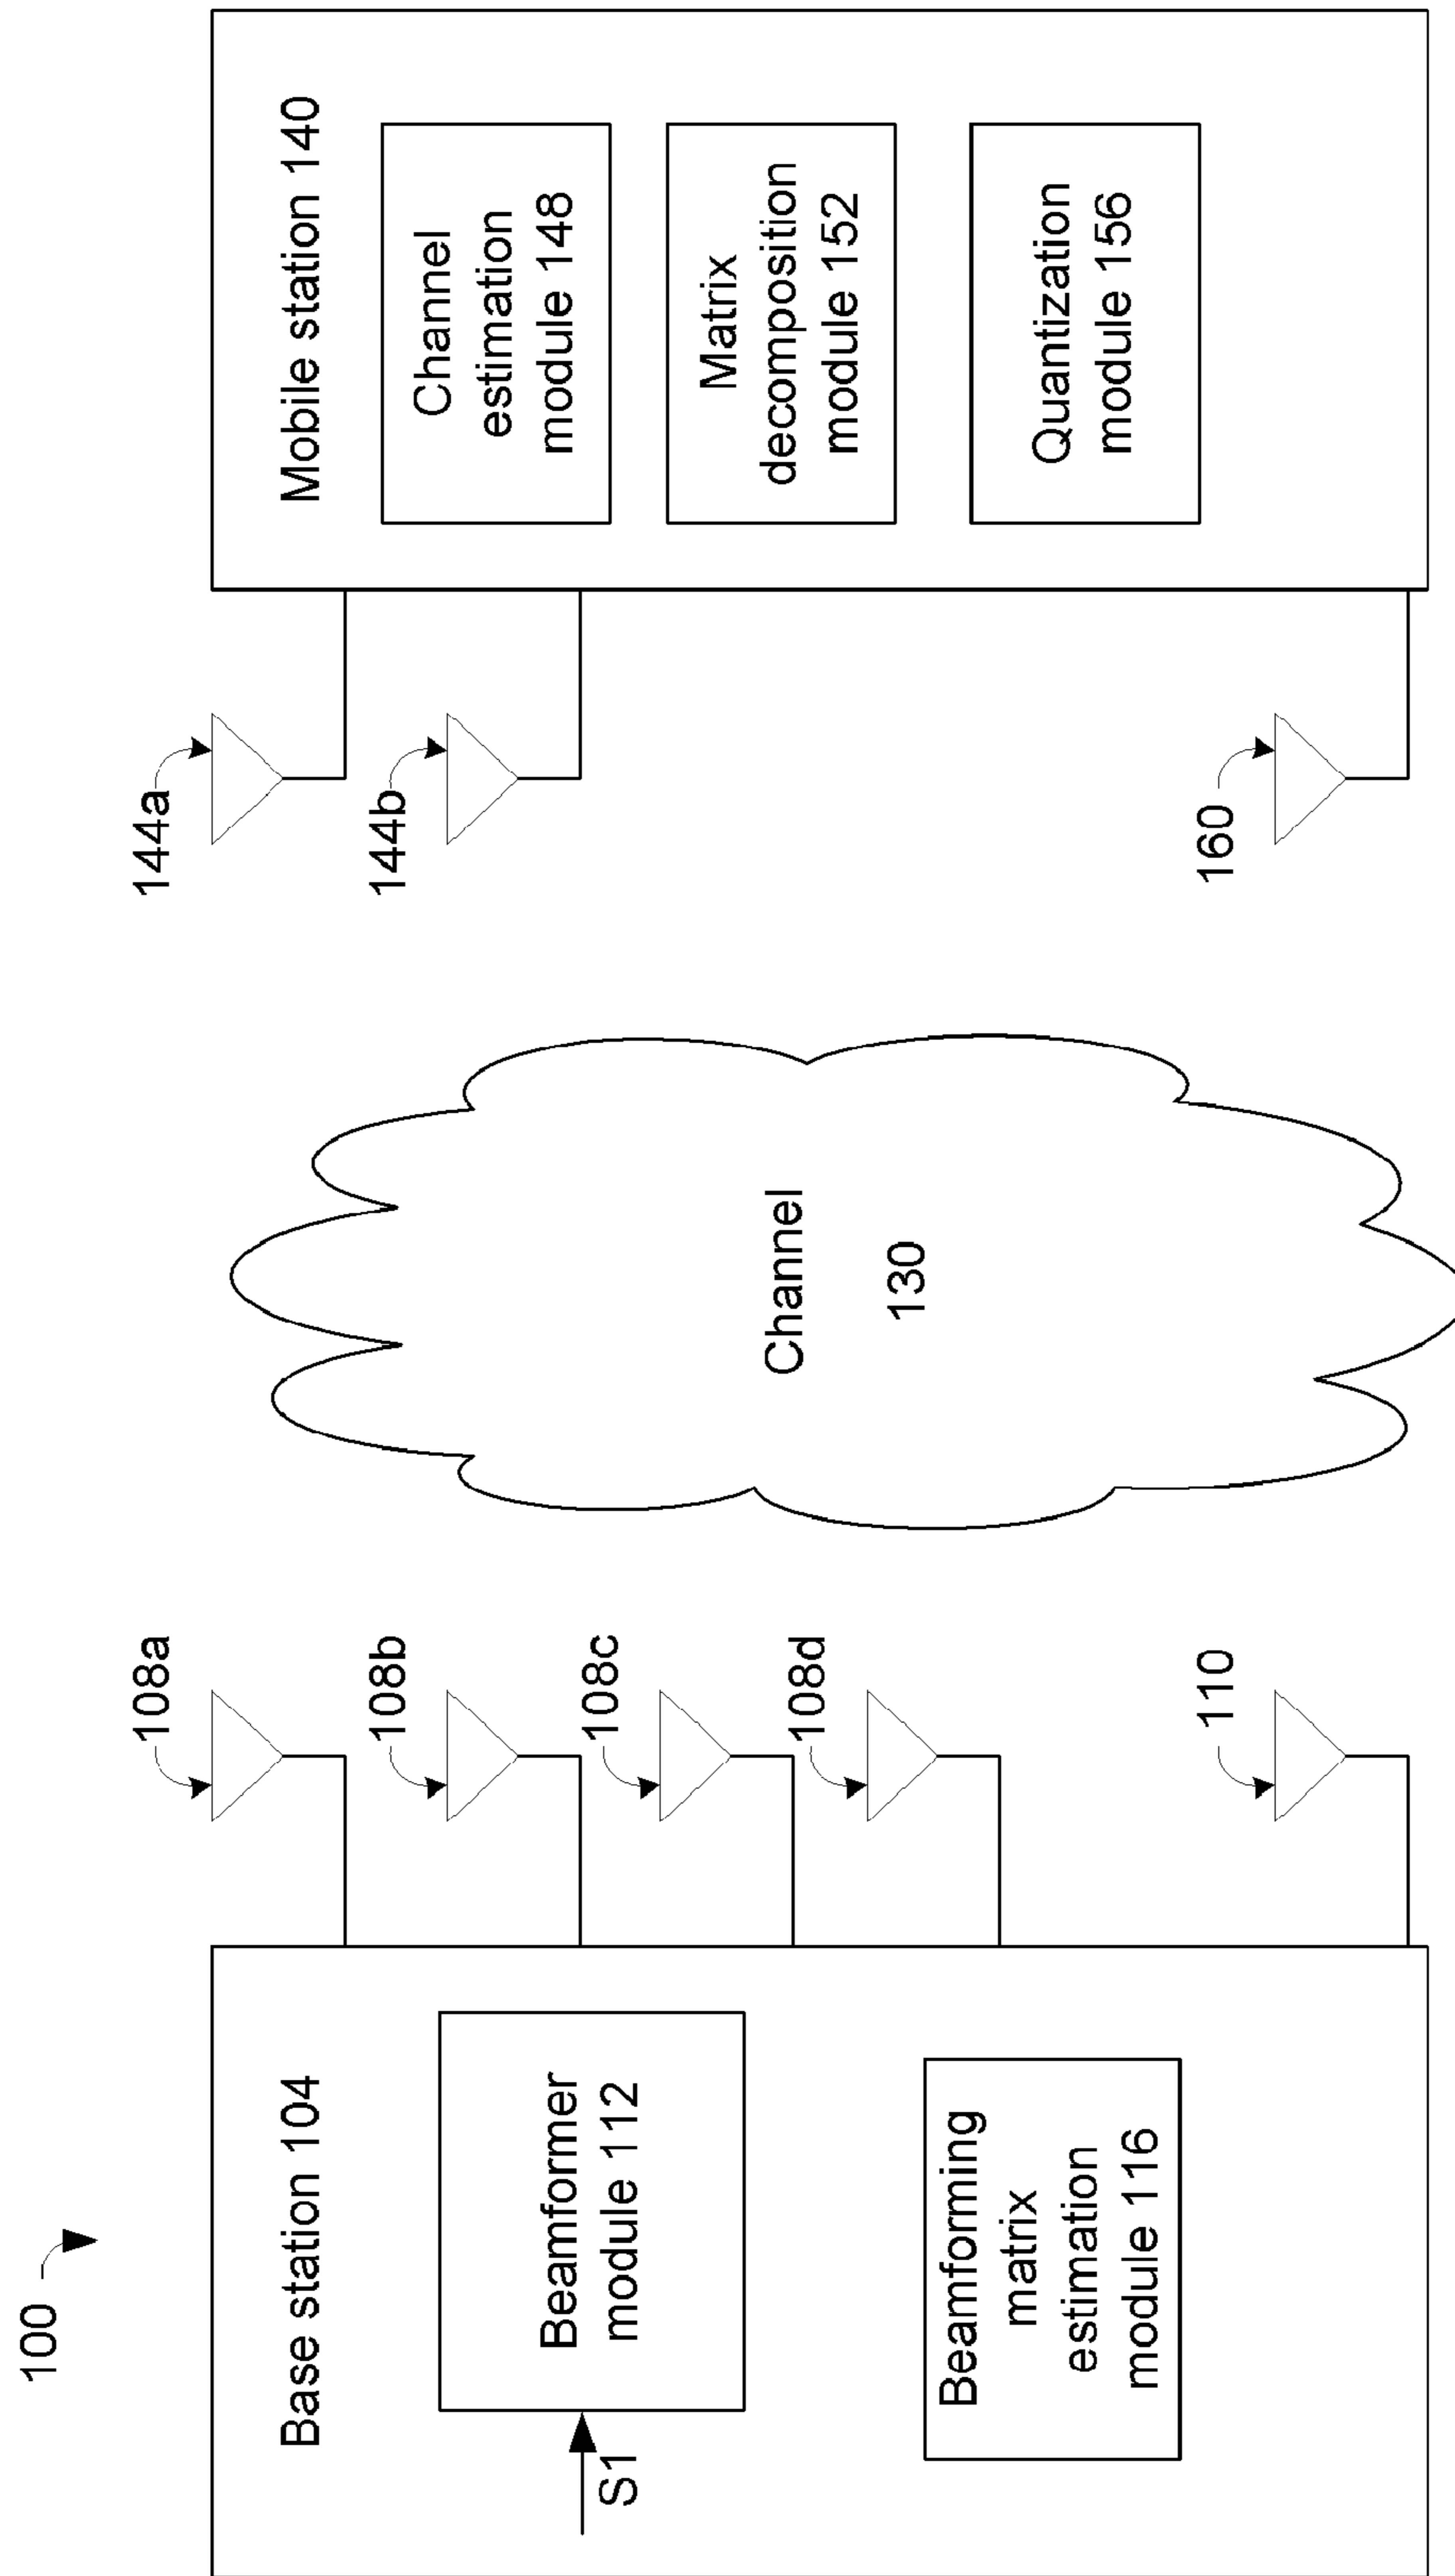 100
Base station 104
S1
Beamformer
module 112
Beamforming
matrix
estimation
module 116
108a
108b
108c
108d
110
Channel
130
144a
144b
160
Mobile station 140
Channel
estimation
module 148
Matrix
decomposition
module 152
Quantization
module 156